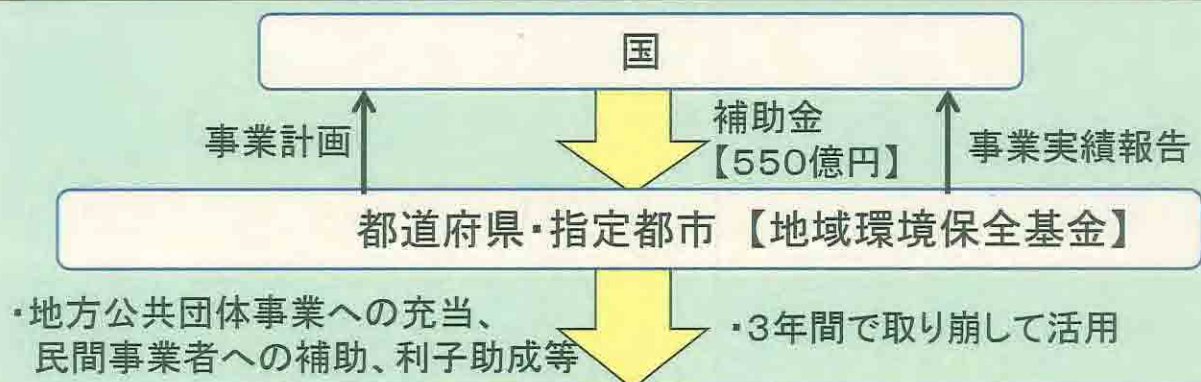 国
事業計画
補助金
【550億円】
事業実績報告
都道府県・指定都市 【地域環境保全基金】
・地方公共団体事業への充当、
民間事業者への補助、利子助成等
・3年間で取り崩して活用